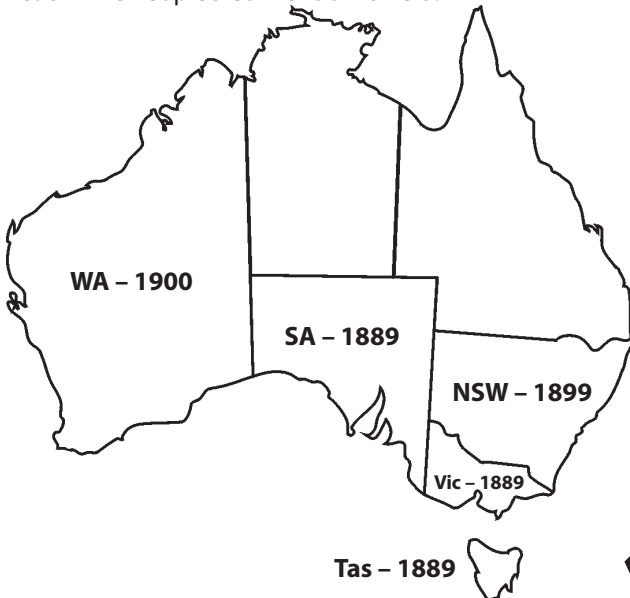 WA – 1900
SA – 1889
NSW – 1899
Vic – 1889
Tas – 1889